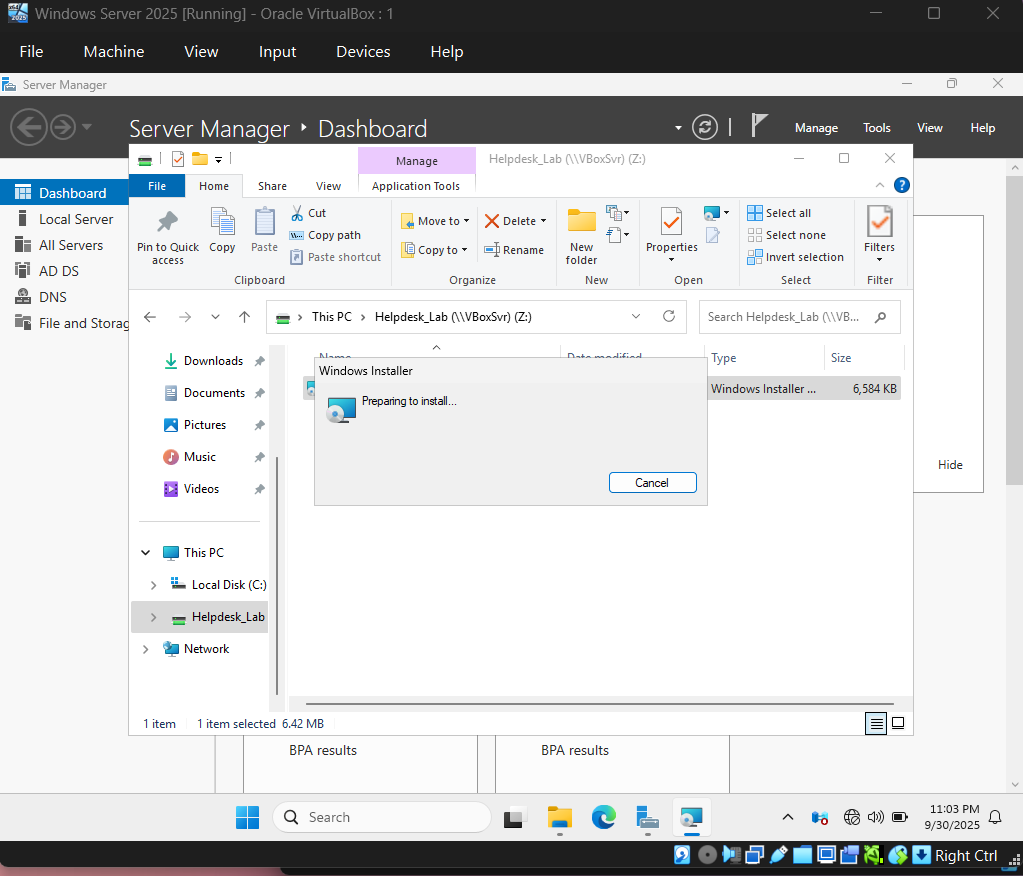 Windows Server 2025 [Running] - Oracle VirtualBox : 1
File Machine View Input Devices Help
Server Manager
Server Manager Dashboard
Manage Tools View Help
Manage Helpdesk_Lab (\\VBoxSvr) (Z:)
File Home Share View Application Tools
Pin to Quick access
Copy
Paste
Cut
Copy path
Paste shortcut
Clipboard
Move to
Copy to
Delete
Rename
Organize
New folder
New
Properties
Open
Select all
Select none
Invert selection
Select
Filters
Filter
This PC Helpdesk_Lab (\\VBoxSvr) (Z:)
Search Helpdesk_Lab (\\VB...
Dashboard
Local Server
All Servers
AD DS
DNS
File and Storag
Downloads
Documents
Pictures
Music
Videos
This PC
Local Disk (C:)
Helpdesk_Lab
Network
Name Date modified Type Size
Windows Installer ... 6,584 KB
Windows Installer
Preparing to install...
Cancel
Hide
1 item 1 item selected 6.42 MB
BPA results BPA results
Search
11:03 PM
9/30/2025
Right Ctrl